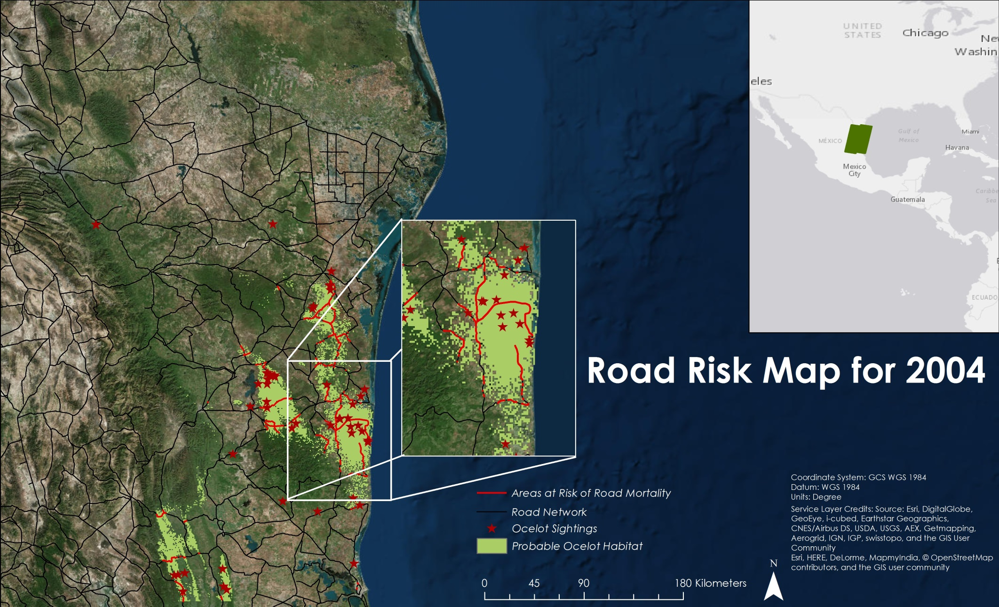 UNITED
STATES
Chicago
Ne
Washin
eles
MÉXICO
Gulf of
Mexico
Miami
Havana
Mexico
City
Guatemala
Caribbe
Sea
ECUADO
Road Risk Map for 2004
Areas at Risk of Road Mortality
Road Network
Ocelot Sightings
Probable Ocelot Habitat
0 45 90 180 Kilometers
N
Coordinate System: GCS WGS 1984
Datum: WGS 1984
Units: Degree
Service Layer Credits: Source: Esri, DigitalGlobe,
GeoEye, i-cubed, Earthstar Geographics,
CNES/Airbus DS, USDA, USGS, AEX, Getmapping,
Aerogrid, IGN, IGP, swisstopo, and the GIS User
Community
Esri, HERE, DeLorme, MapmyIndia, © OpenStreetMap
contributors, and the GIS user community